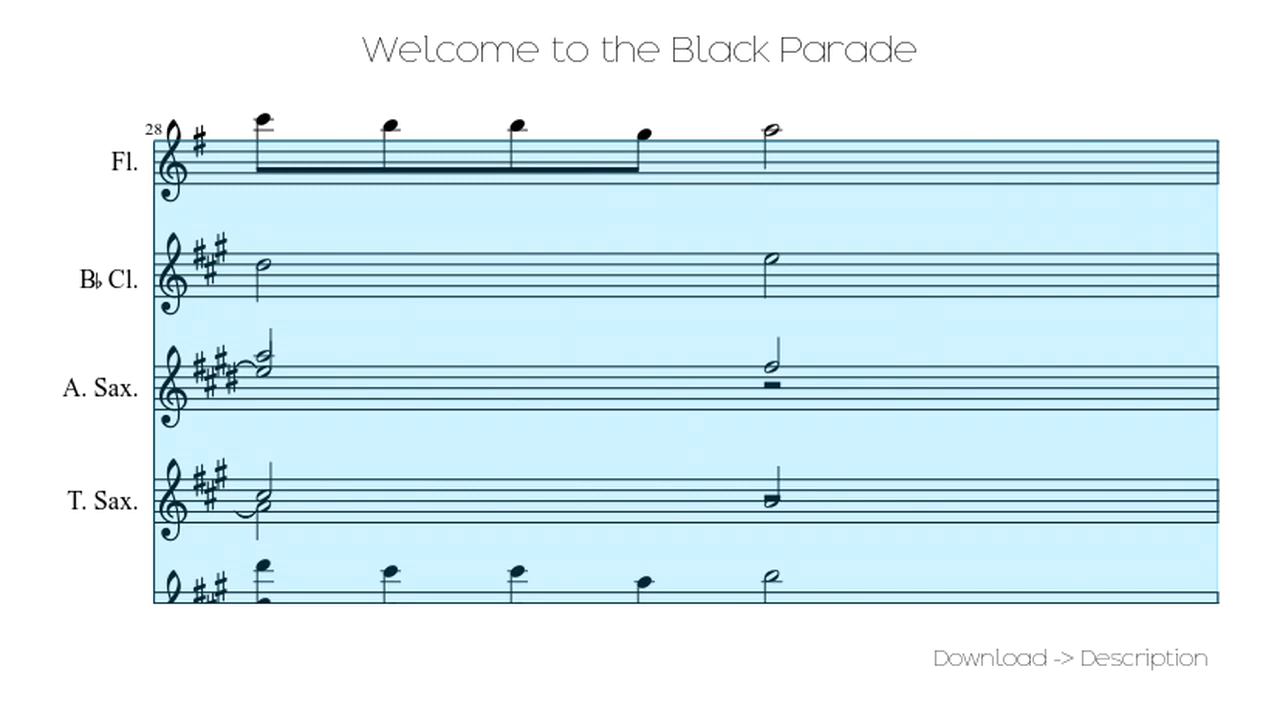 Welcome to the Black Parade
28
Fl.
B♭ Cl.
A. Sax.
T. Sax.
Download -> Description